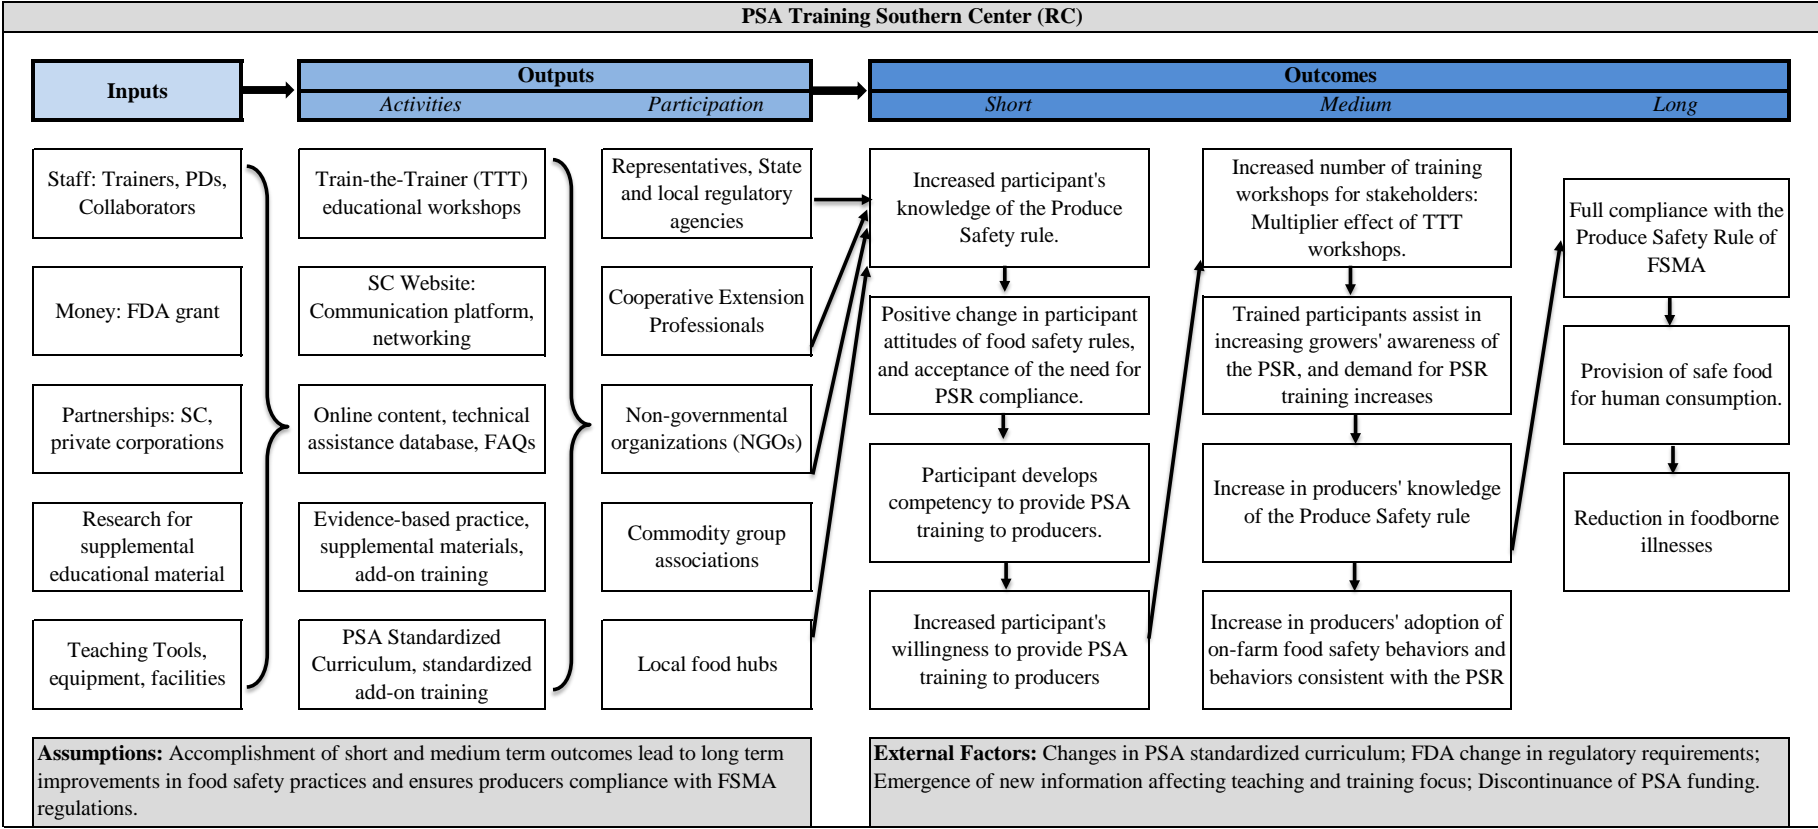 PSA Training Southern Center (RC)
Inputs
Outputs
Activities
Participation
Outcomes
Short
Medium
Long
Staff: Trainers, PDs,
Collaborators
Money: FDA grant
Partnerships: SC,
private corporations
Research for
supplemental
educational material
Teaching Tools,
equipment, facilities
Train-the-Trainer (TTT)
educational workshops
SC Website:
Communication platform,
networking
Online content, technical
assistance database, FAQs
Evidence-based practice,
supplemental materials,
add-on training
PSA Standardized
Curriculum, standardized
add-on training
Representatives, State
and local regulatory
agencies
Cooperative Extension
Professionals
Non-governmental
organizations (NGOs)
Commodity group
associations
Local food hubs
Increased participant's
knowledge of the Produce
Safety rule.
Positive change in participant
attitudes of food safety rules,
and acceptance of the need for
PSR compliance.
Participant develops
competency to provide PSA
training to producers.
Increased participant's
willingness to provide PSA
training to producers
Increased number of training
workshops for stakeholders:
Multiplier effect of TTT
workshops.
Trained participants assist in
increasing growers' awareness of
the PSR, and demand for PSR
training increases
Increase in producers' knowledge
of the Produce Safety rule
Increase in producers' adoption of
on-farm food safety behaviors and
behaviors consistent with the PSR
Full compliance with the
Produce Safety Rule of
FSMA
Provision of safe food
for human consumption.
Reduction in foodborne
illnesses
Assumptions: Accomplishment of short and medium term outcomes lead to long term
improvements in food safety practices and ensures producers compliance with FSMA
regulations.
External Factors: Changes in PSA standardized curriculum; FDA change in regulatory requirements;
Emergence of new information affecting teaching and training focus; Discontinuance of PSA funding.